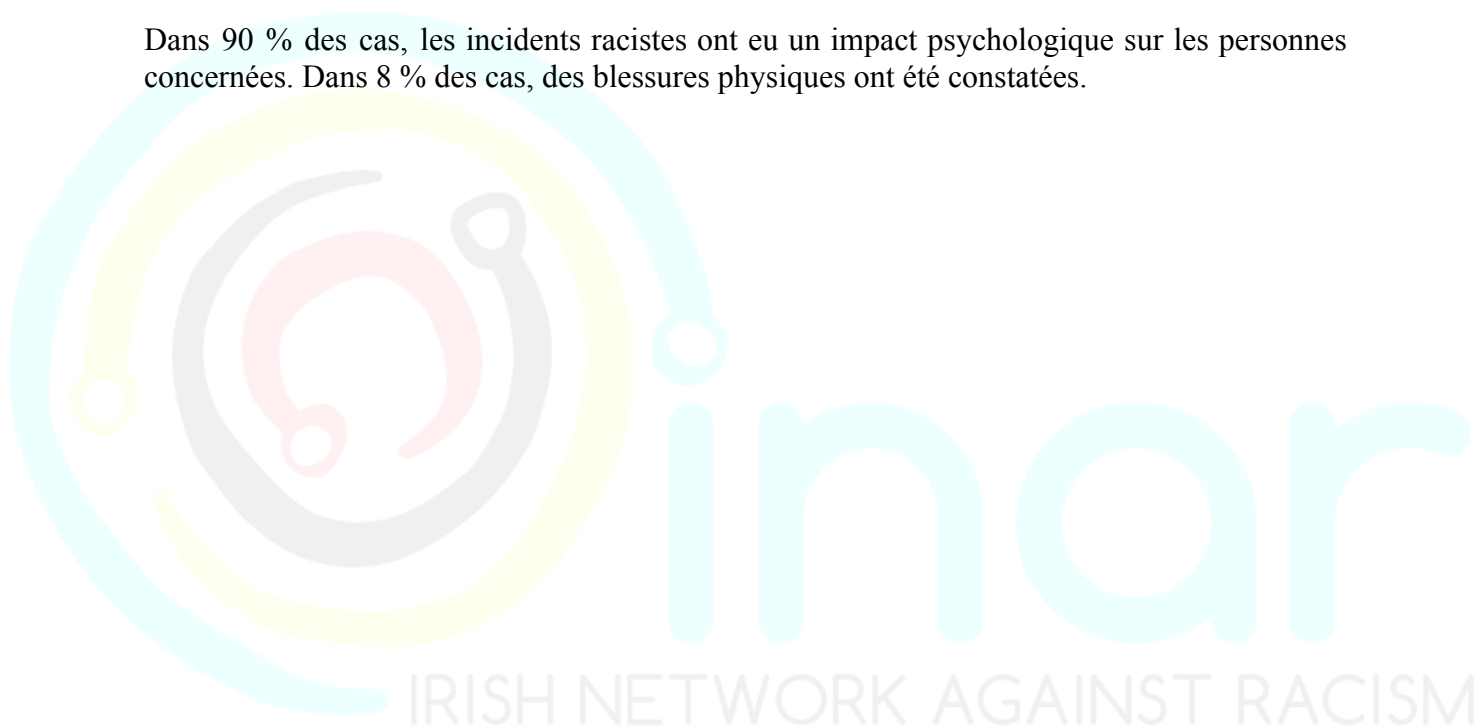 Dans 90 % des cas, les incidents racistes ont eu un impact psychologique sur les personnes
concernées. Dans 8 % des cas, des blessures physiques ont été constatées.
inar
IRISH NETWORK AGAINST RACISM